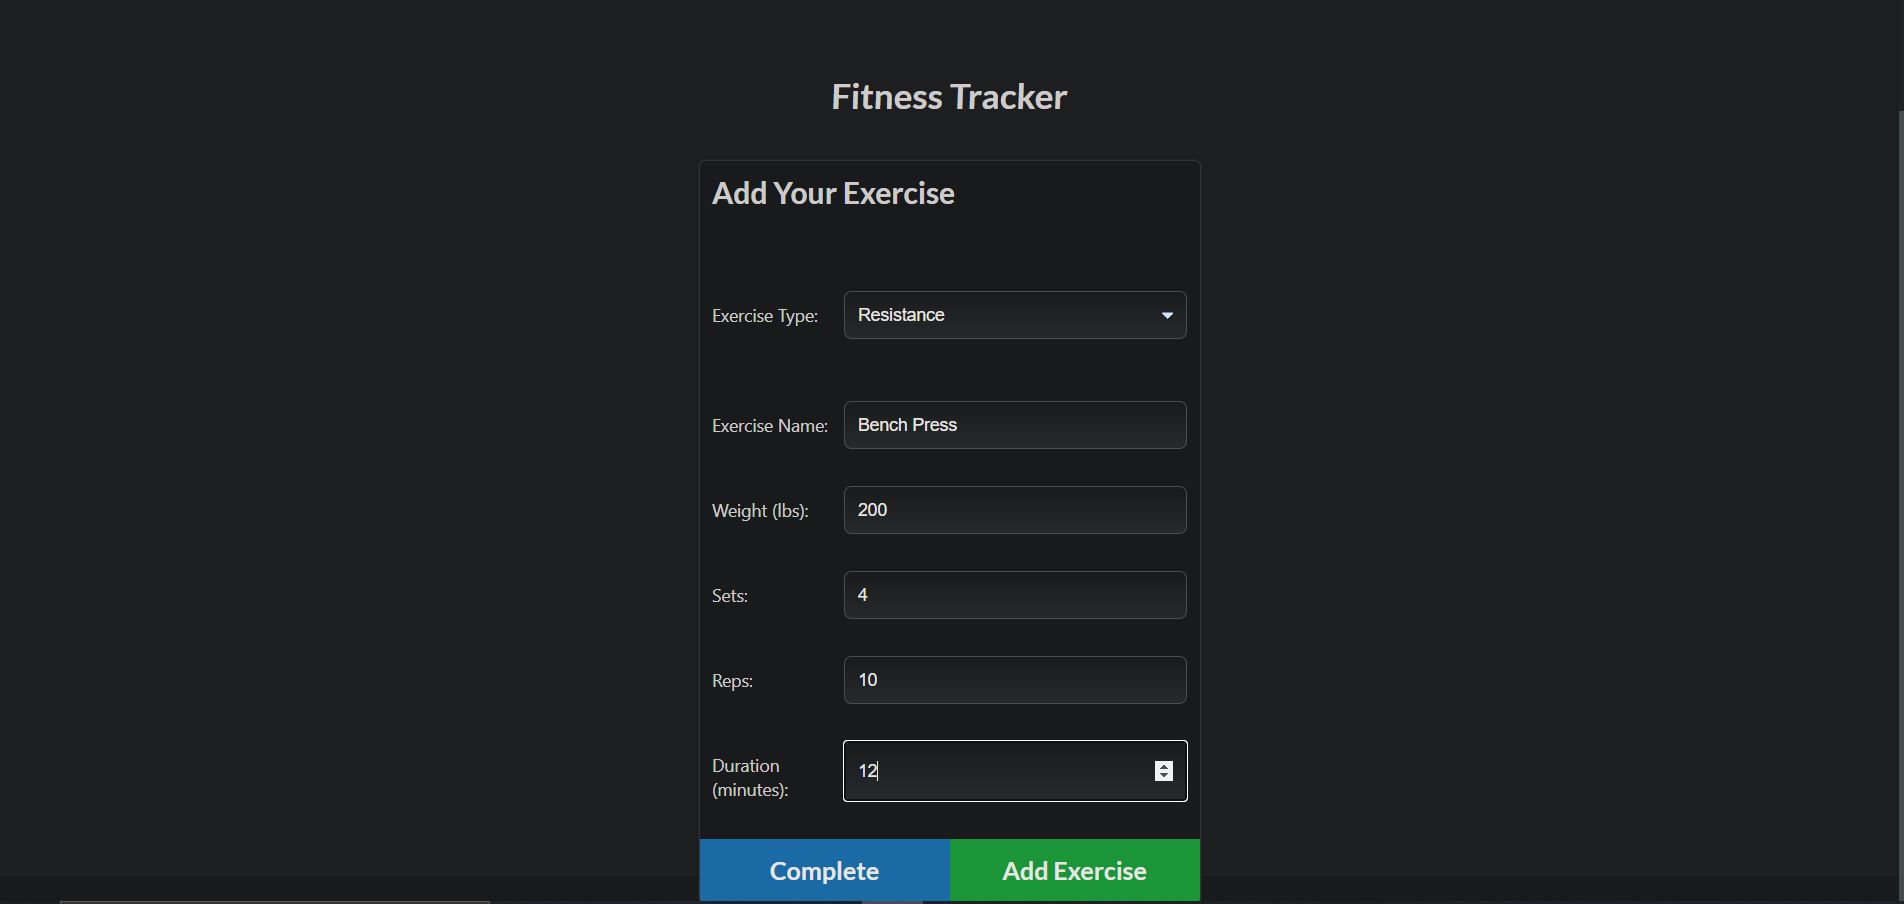 Fitness Tracker
Add Your Exercise
Exercise Type: Resistance
Exercise Name: Bench Press
Weight (lbs): 200
Sets: 4
Reps: 10
Duration
(minutes): 12
Complete Add Exercise